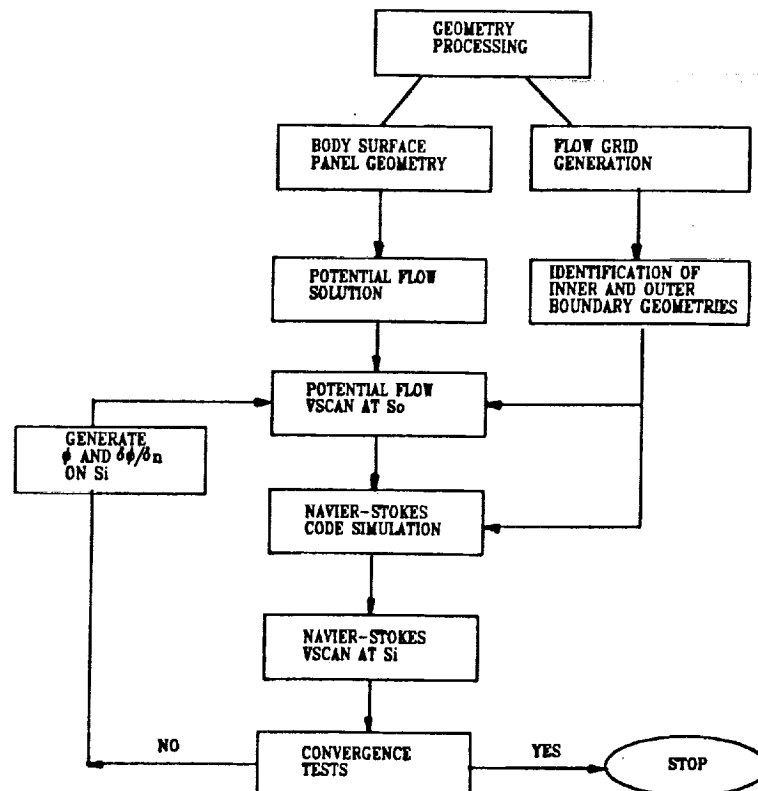 GEOMETRY
PROCESSING
BODY SURFACE
PANEL GEOMETRY
FLOW GRID
GENERATION
POTENTIAL FLOW
SOLUTION
IDENTIFICATION OF
INNER AND OUTER
BOUNDARY GEOMETRIES
POTENTIAL FLOW
VSCAN AT So
GENERATE
ϕ AND δϕ/δn
ON Si
NAVIER-STOKES
CODE SIMULATION
NAVIER-STOKES
VSCAN AT Si
NO
CONVERGENCE
TESTS
YES
STOP